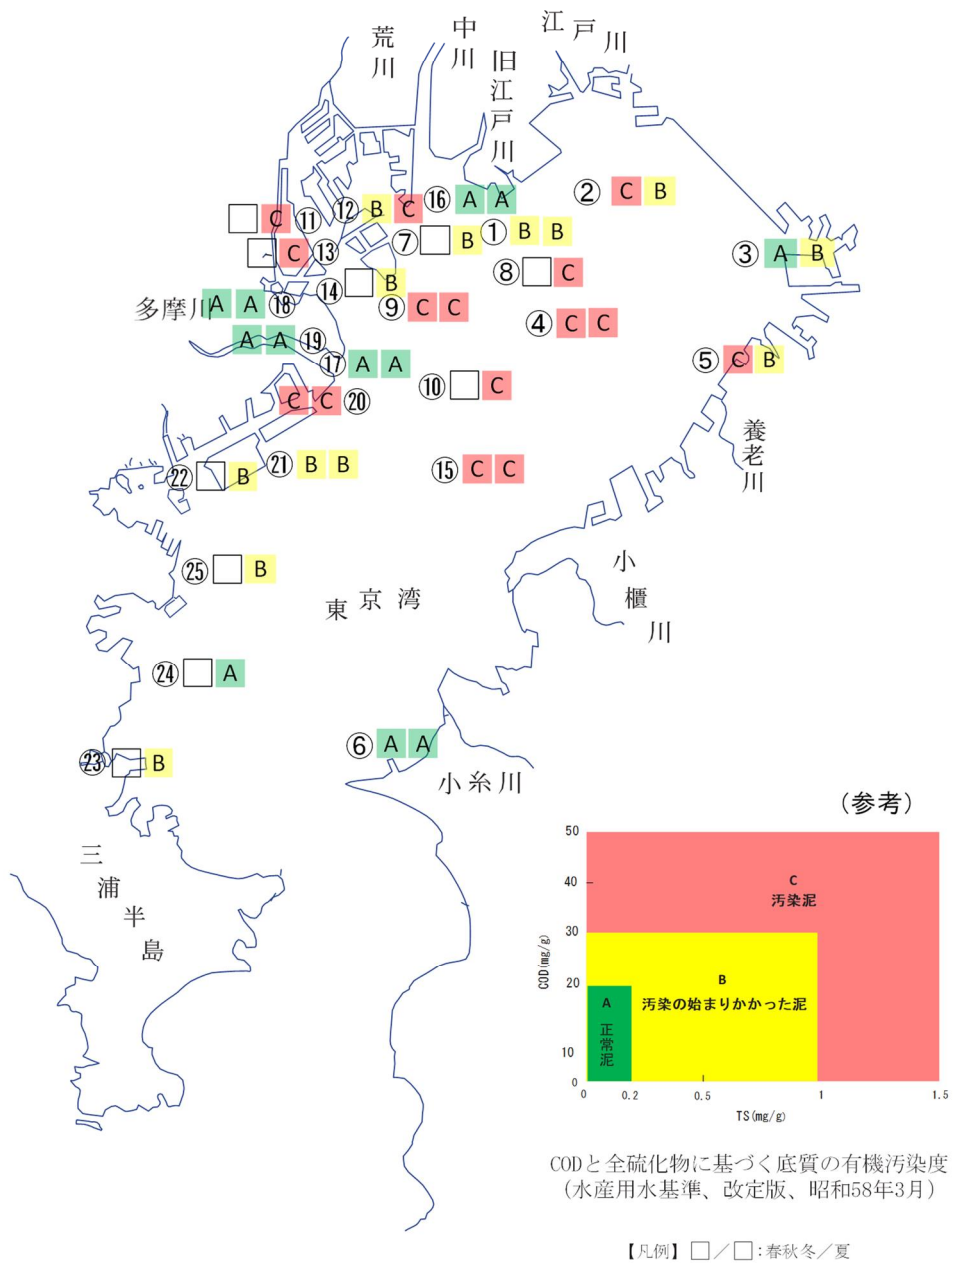 荒川
中川
旧江戸川
江戸川
⑯ A A
② C B
⑫ B C
C ⑪
① B B
⑦ B
③ A B
C ⑬
⑧ C
⑭ B
多摩川
A A ⑱
⑨ C C
④ C C
A A ⑲
⑰ A A
⑤ C B
⑩ C
C C ⑳
養老川
㉑ B B
⑮ C C
㉒ B
㉕ B
小櫃川
東京湾
㉔ A
⑥ A A
㉓ B
小糸川
三浦半島
(参考)
50
40
30
20
10
0
COD(mg/g)
C
汚染泥
B
汚染の始まりかかった泥
A
正常泥
0 0.2 0.5 1 1.5
TS(mg/g)
CODと全硫化物に基づく底質の有機汚染度
(水産用水基準、改定版、昭和58年3月)
【凡例】□/□:春秋冬/夏